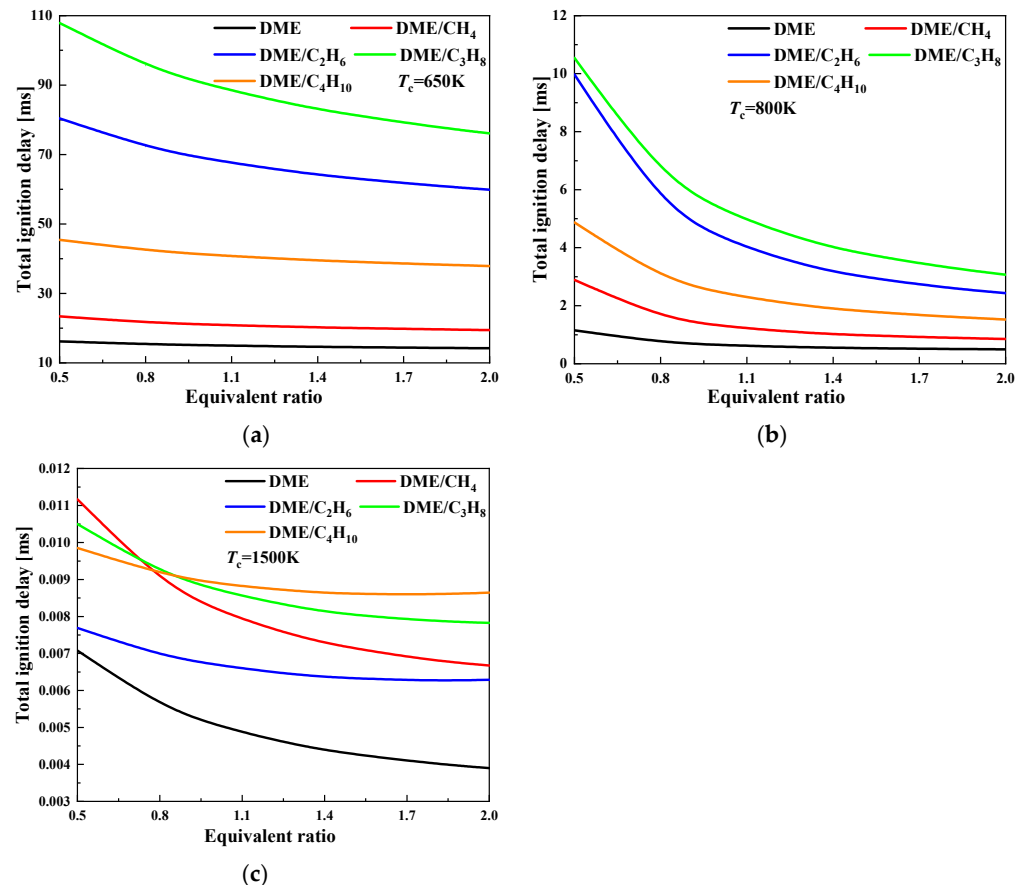 110
90
70
50
30
10
Total ignition delay [ms]
DME DME/CH₄
DME/C₂H₆ DME/C₃H₈
DME/C₄H₁₀ Tc=650K
0.5 0.8 1.1 1.4 1.7 2.0
Equivalent ratio
(a)
12
10
8
6
4
2
0
Total ignition delay [ms]
DME DME/CH₄
DME/C₂H₆ DME/C₃H₈
DME/C₄H₁₀
Tc=800K
0.5 0.8 1.1 1.4 1.7 2.0
Equivalent ratio
(b)
0.012
0.011
0.010
0.009
0.008
0.007
0.006
0.005
0.004
0.003
Total ignition delay [ms]
DME DME/CH₄
DME/C₂H₆ DME/C₃H₈
DME/C₄H₁₀
Tc=1500K
0.5 0.8 1.1 1.4 1.7 2.0
Equivalent ratio
(c)